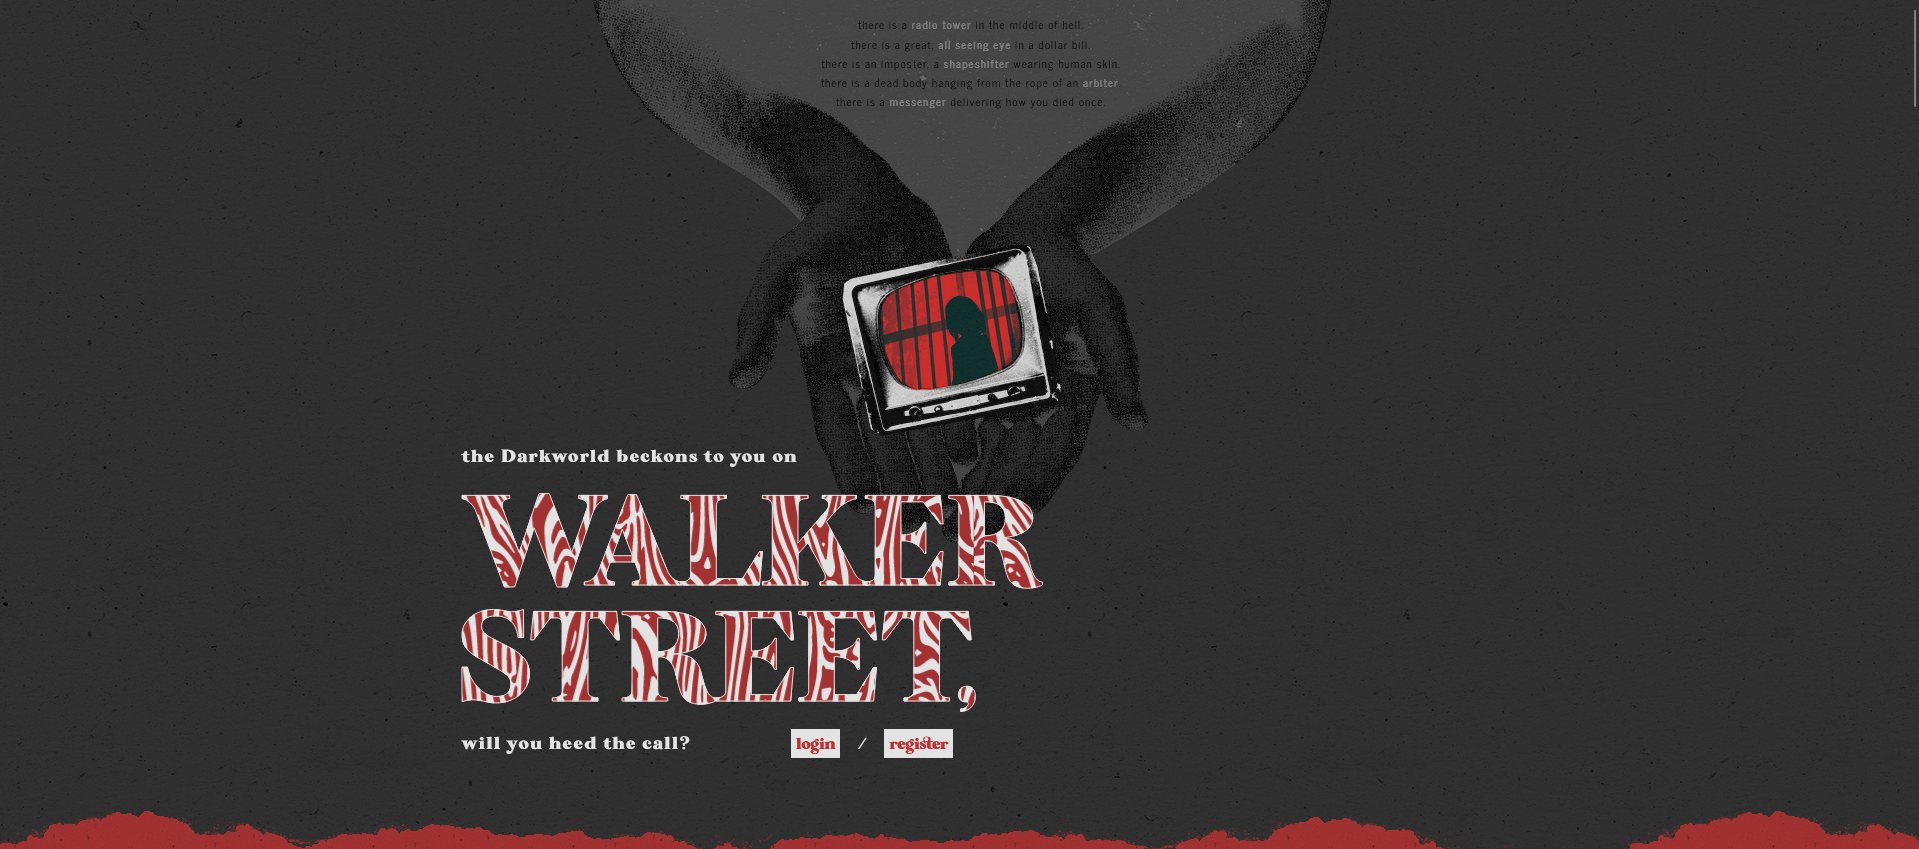 there is a radio tower in the middle of hell.
there is a great, all seeing eye in a dollar bill.
there is an imposter, a shapeshifter wearing human skin.
there is a dead body hanging from the rope of an arbiter
there is a messenger delivering how you died once.
the Darkworld beckons to you on
WALKER
STREET,
will you heed the call? login / register